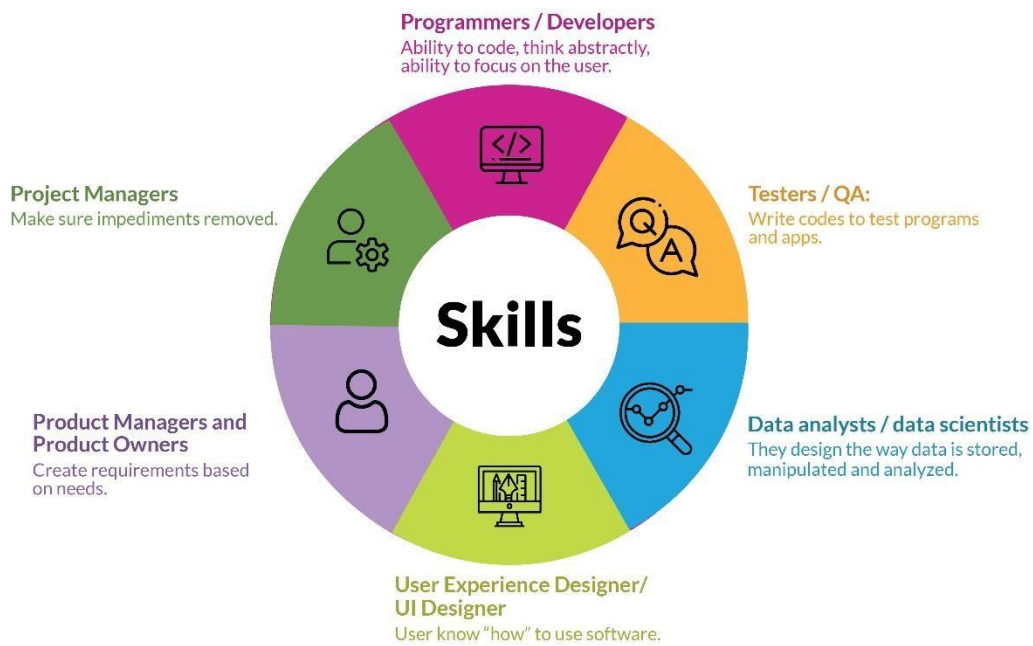 Programmers / Developers
Ability to code, think abstractly,
ability to focus on the user.
</>
Project Managers
Make sure impediments removed.
Testers / QA:
Write codes to test programs
and apps.
Q
A
Skills
Product Managers and
Product Owners
Create requirements based
on needs.
Data analysts / data scientists
They design the way data is stored,
manipulated and analyzed.
User Experience Designer/
UI Designer
User know “how” to use software.